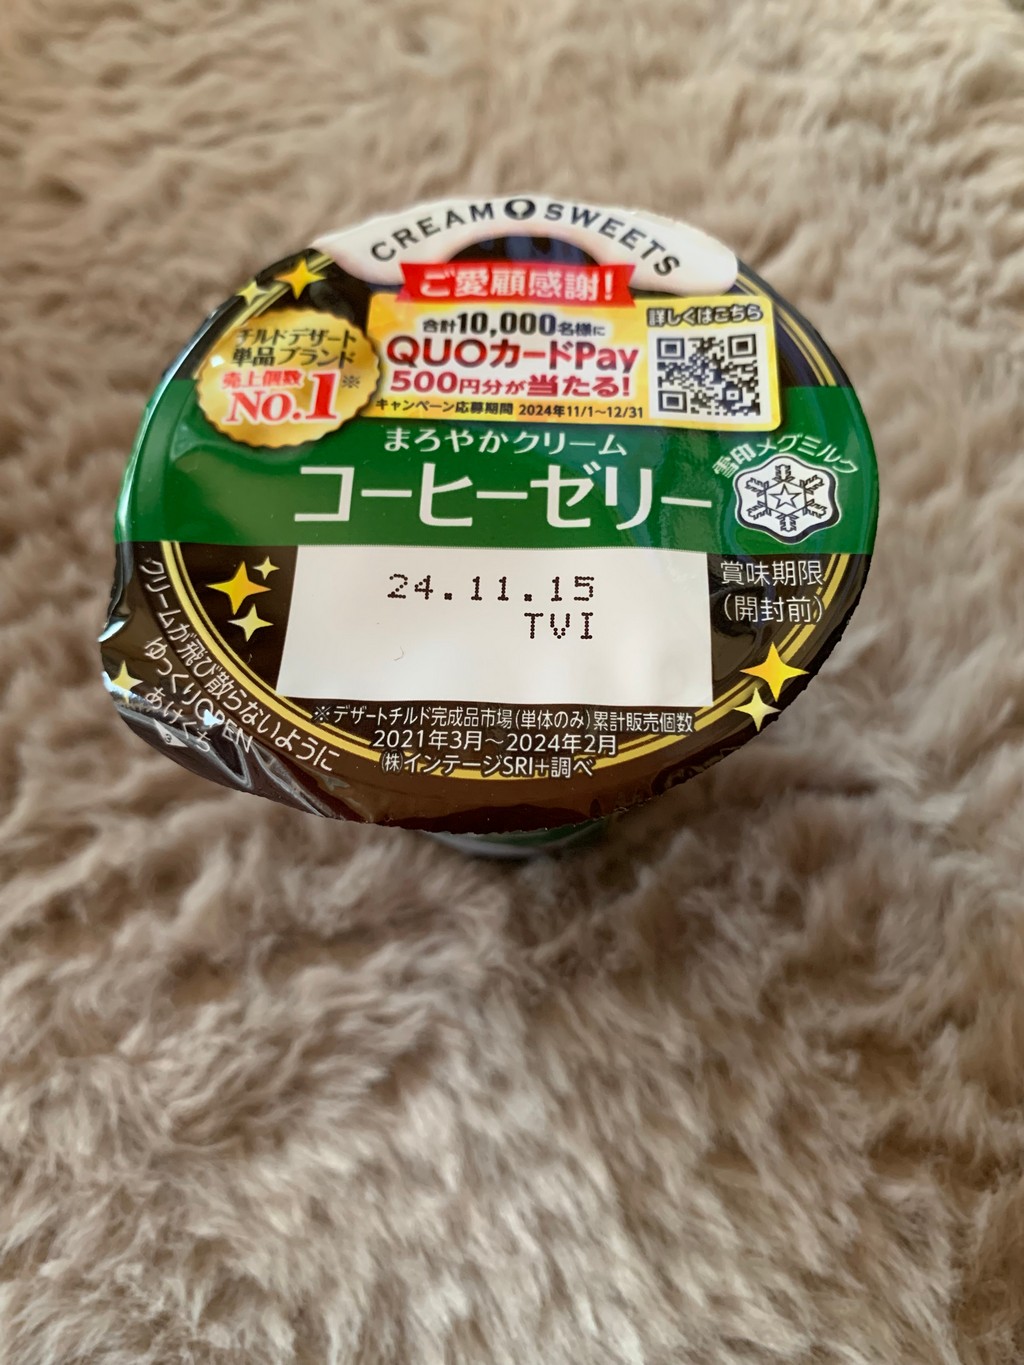 CREAM SWEETS
ご愛顧感謝!
合計10,000名様に
QUOカードPay
500円分が当たる!
キャンペーン応募期間 2024年11/1~12/31
詳しくはこちら
チルドデザート
単品ブランド
売上個数※
NO.1
まろやかクリーム
コーヒーゼリー
雪印メグミルク
24.11.15
TVI
賞味期限
(開封前)
クリームが飛び散らないように
ゆっくりOPEN
あけくち
※デザートチルド完成品市場(単体のみ)累計販売個数
2021年3月~2024年2月
㈱インテージSRI+調べ